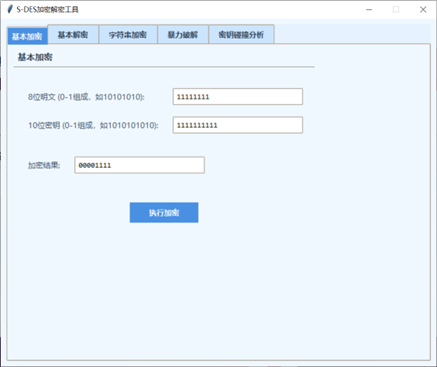 S-DES加密解密工具
基本加密 基本解密 字符串加密 暴力破解 密钥碰撞分析
基本加密
8位明文 (0-1组成，如10101010): 11111111
10位密钥 (0-1组成，如1010101010): 1111111111
加密结果: 00001111
执行加密